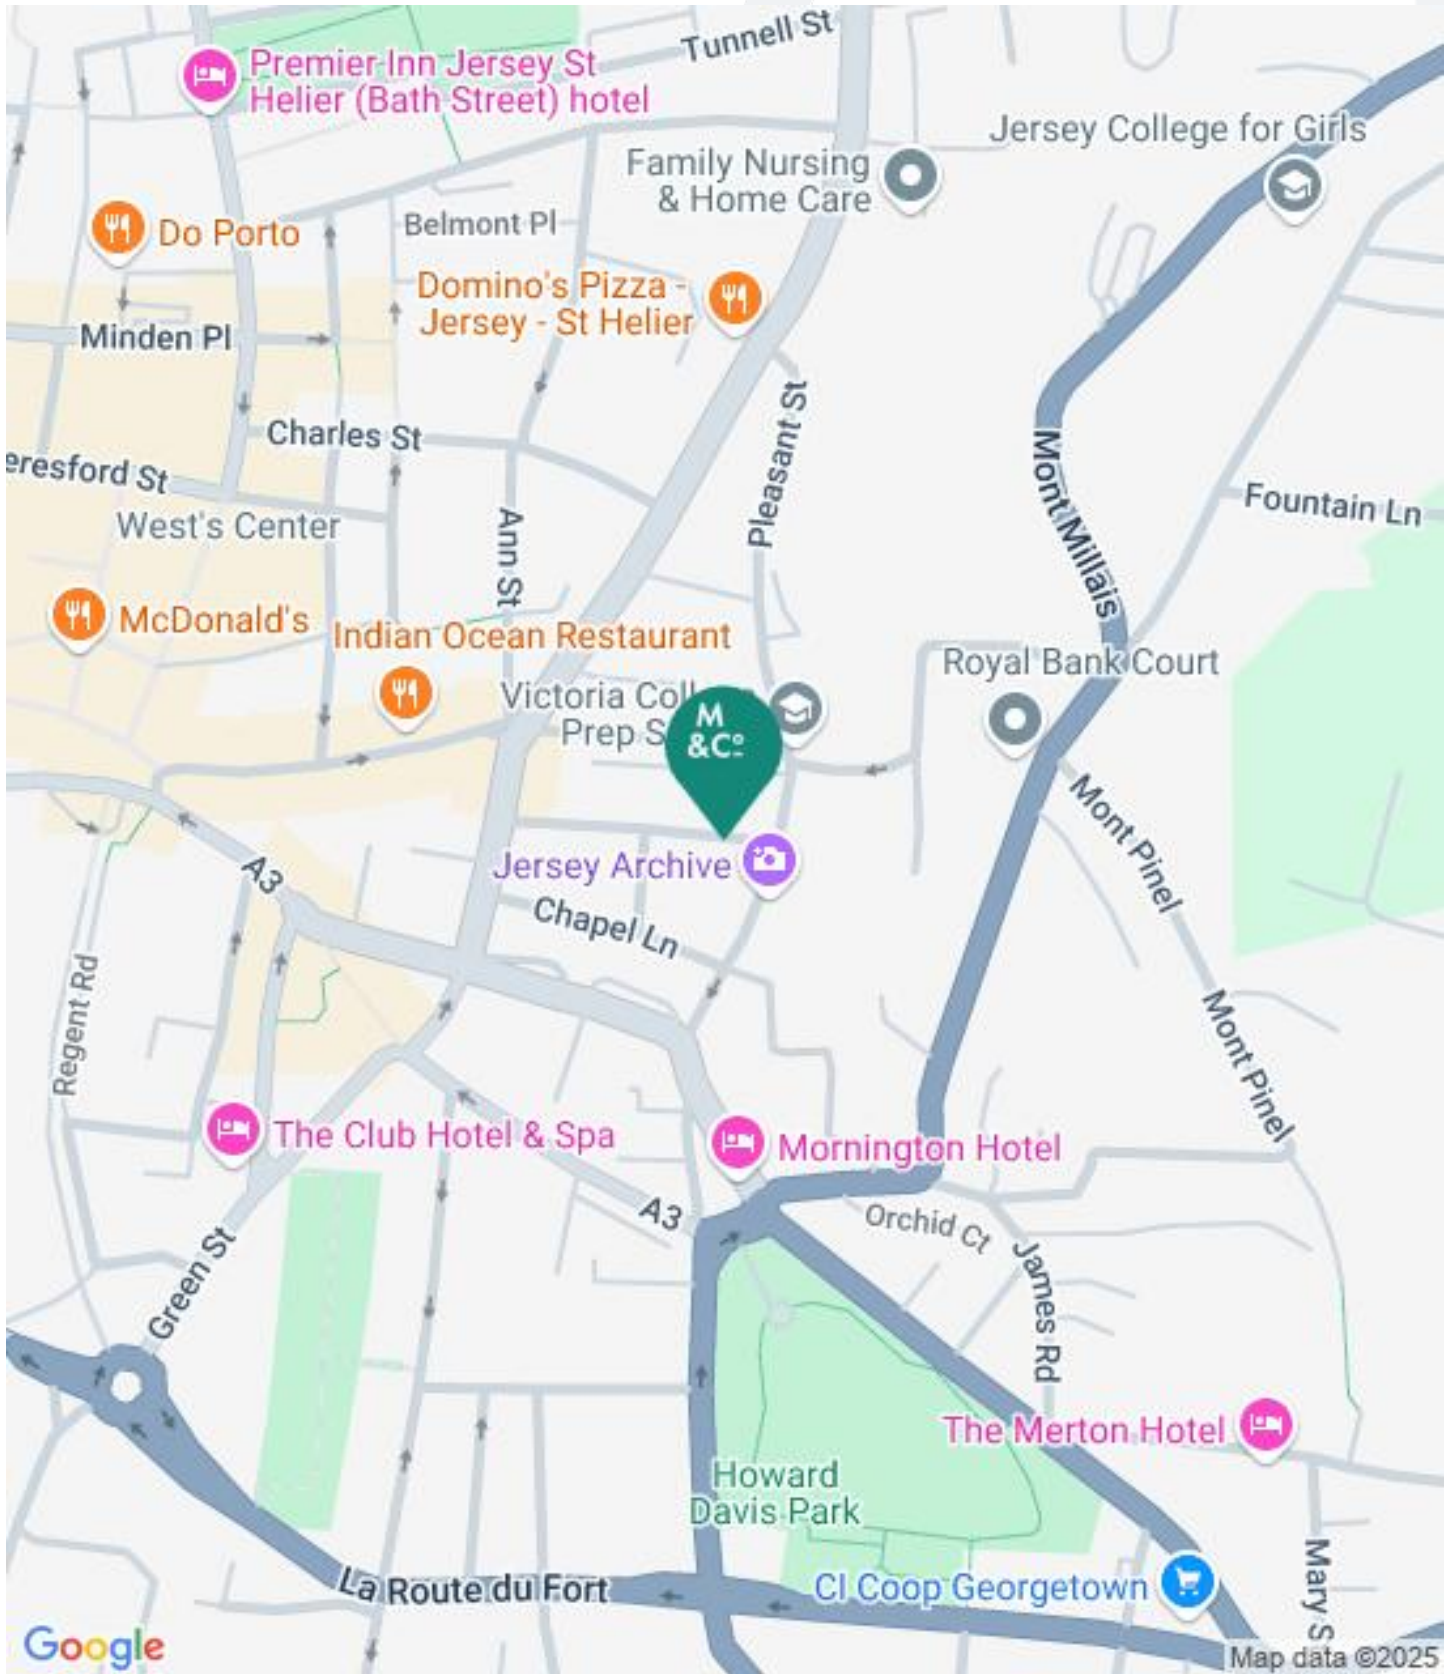 Tunnell St
Premier Inn Jersey St
Helier (Bath Street) hotel
Jersey College for Girls
Family Nursing
& Home Care
Belmont Pl
Do Porto
Domino's Pizza -
Jersey - St Helier
Minden Pl
Pleasant St
Charles St
eresford St
Mont Millais
Fountain Ln
West's Center
Ann St
McDonald's
Indian Ocean Restaurant
Royal Bank Court
Victoria Col
Prep S
M
&Cº
Mont Pinel
Jersey Archive
A3
Chapel Ln
Regent Rd
Mont Pinel
The Club Hotel & Spa
Mornington Hotel
A3
Orchid Ct
Green St
James Rd
The Merton Hotel
Howard
Davis Park
La Route du Fort
CI Coop Georgetown
Mary S
Google
Map data ©2025